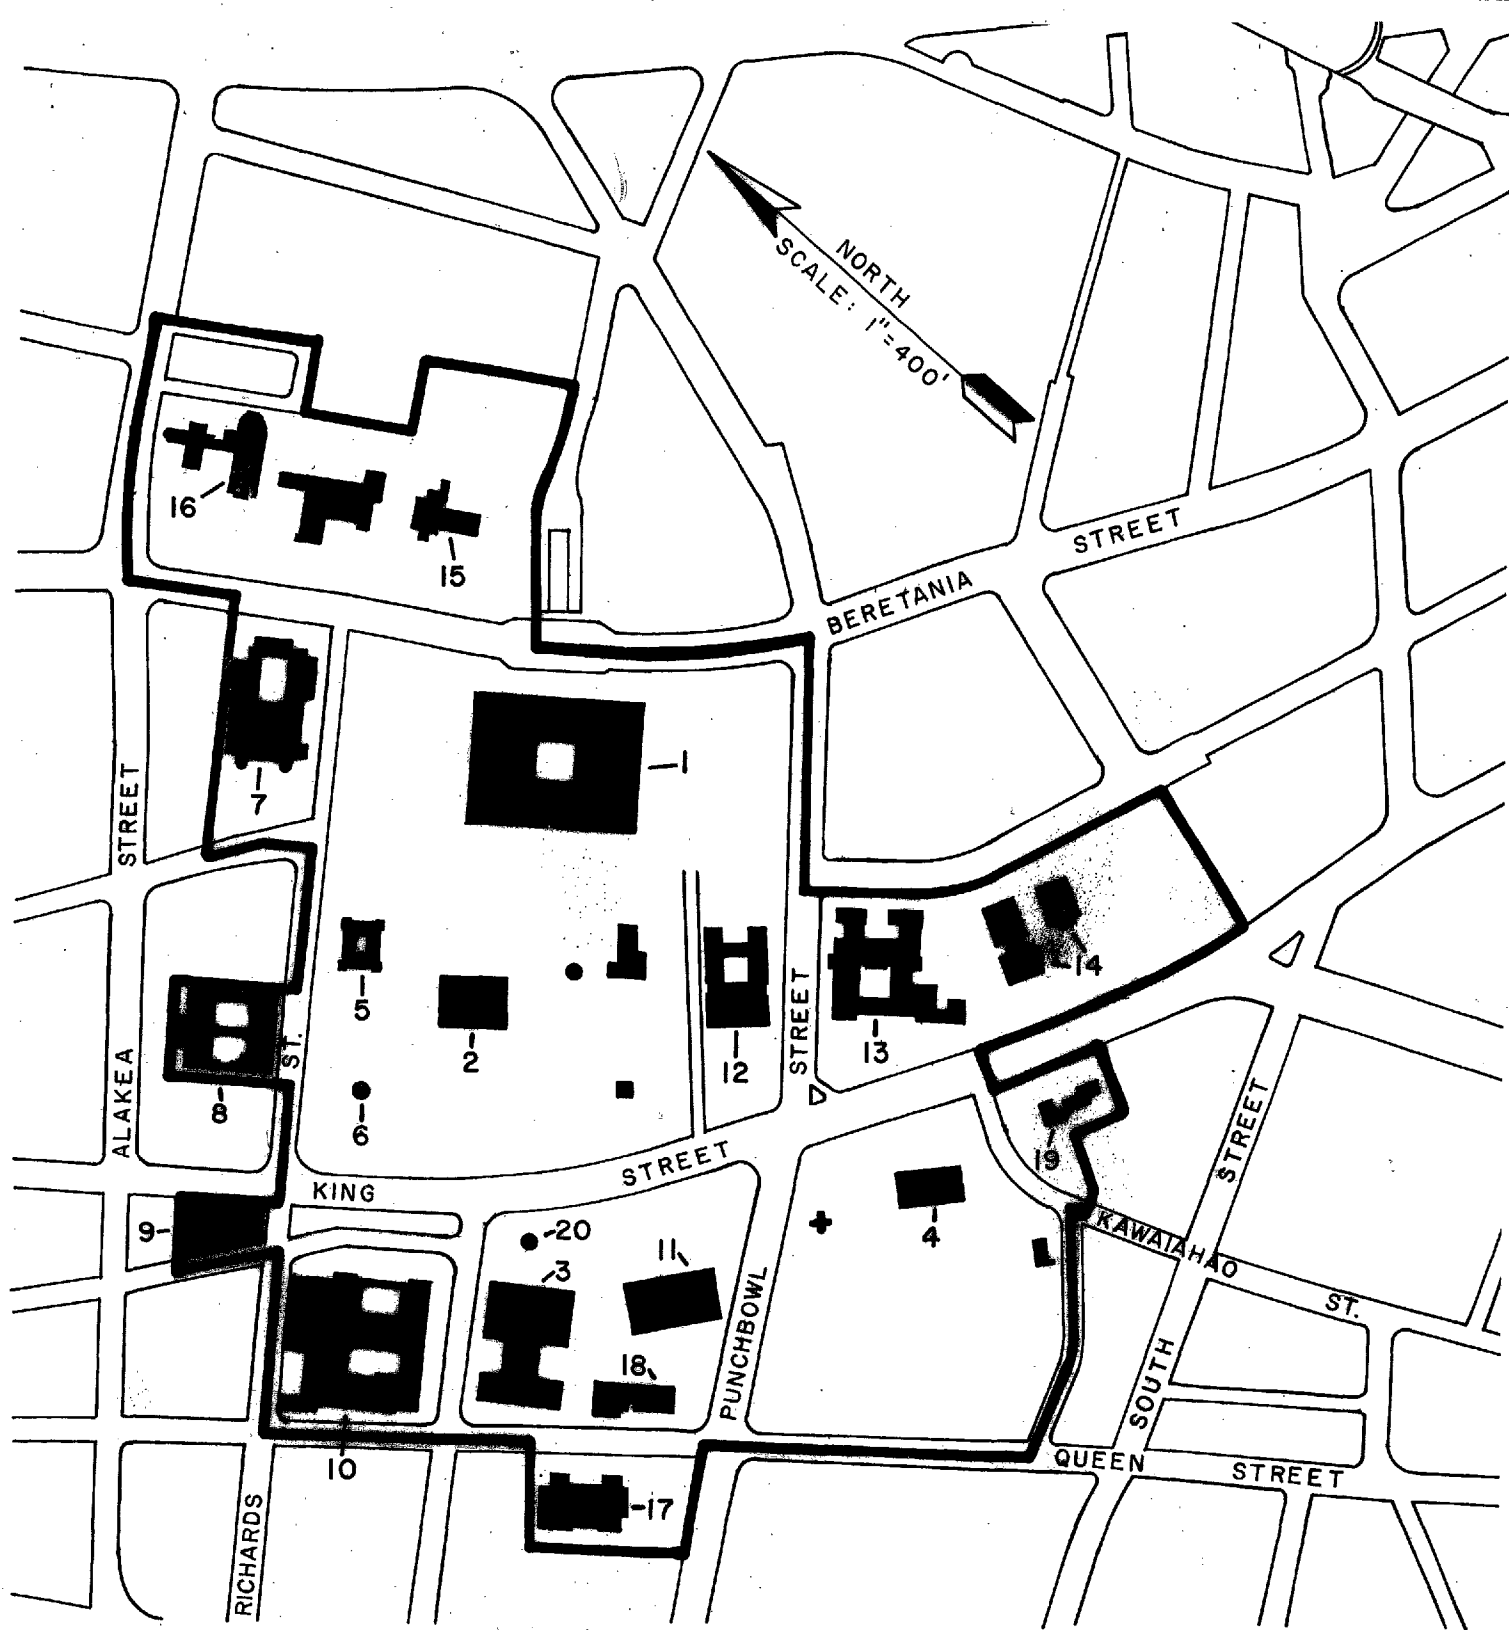 NORTH
SCALE: 1"=400'
STREET
BERETANIA
16
15
1
7
STREET
5
2
12
STREET
13
14
ALAKEA
8
ST.
6
19
STREET
KING
STREET
9
20
3
11
4
KAWAIAHAO
ST.
PUNCHBOWL
18
SOUTH
10
QUEEN
STREET
17
RICHARDS